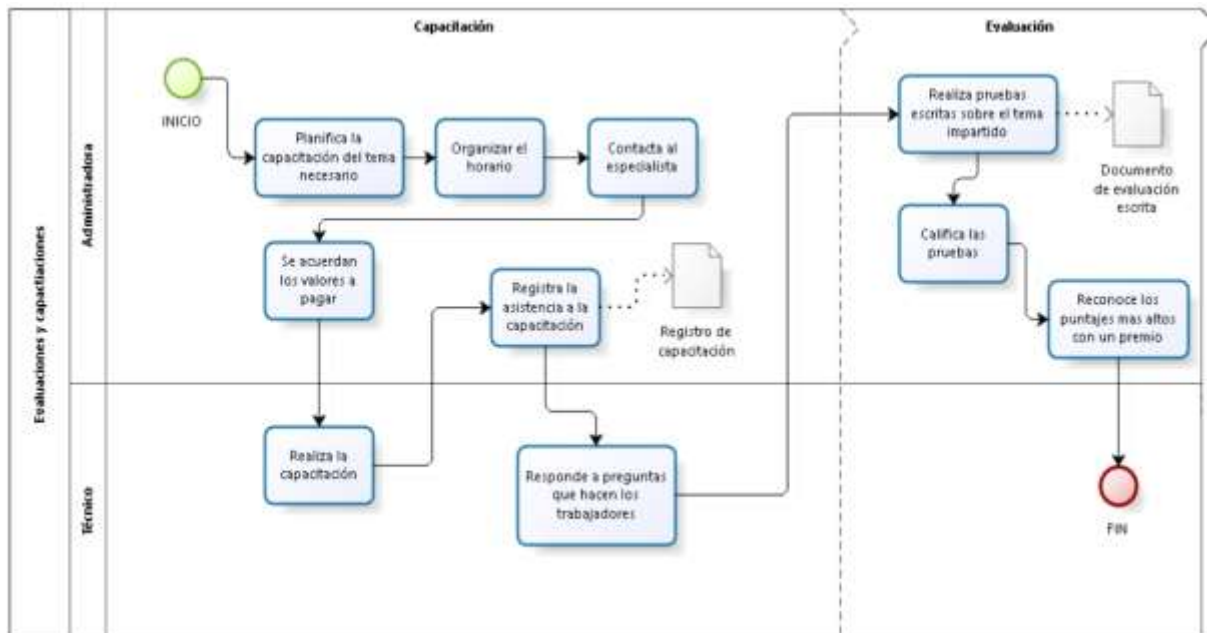 Evaluaciones y capactiaciones
Administradora
Técnico
Capacitación
Evaluación
INICIO
Planifica la
capacitación del tema
necesario
Organizar el
horario
Contacta al
especialista
Se acuerdan
los valores a
pagar
Realiza la
capacitación
Registra la
asistencia a la
capacitación
Registro de
capacitación
Responde a preguntas
que hacen los
trabajadores
Realiza pruebas
escritas sobre el tema
impartido
Documento
de evaluación
escrita
Califica las
pruebas
Reconoce los
puntajes mas altos
con un premio
FIN